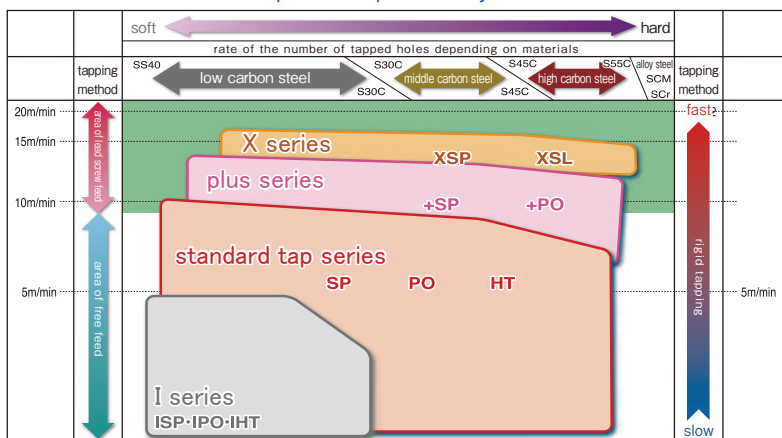 soft
hard
rate of the number of tapped holes depending on materials
tapping
method
SS40
low carbon steel
S30C
S30C
middle carbon steel
S45C
S45C
high carbon steel
S55C
alloy steel
SCM
SCr
tapping
method
20m/min
15m/min
10m/min
5m/min
area of lead screw feed
area of free feed
X series
XSP
XSL
plus series
+SP
+PO
standard tap series
SP
PO
HT
I series
ISP·IPO·IHT
fast
rigid tapping
5m/min
slow